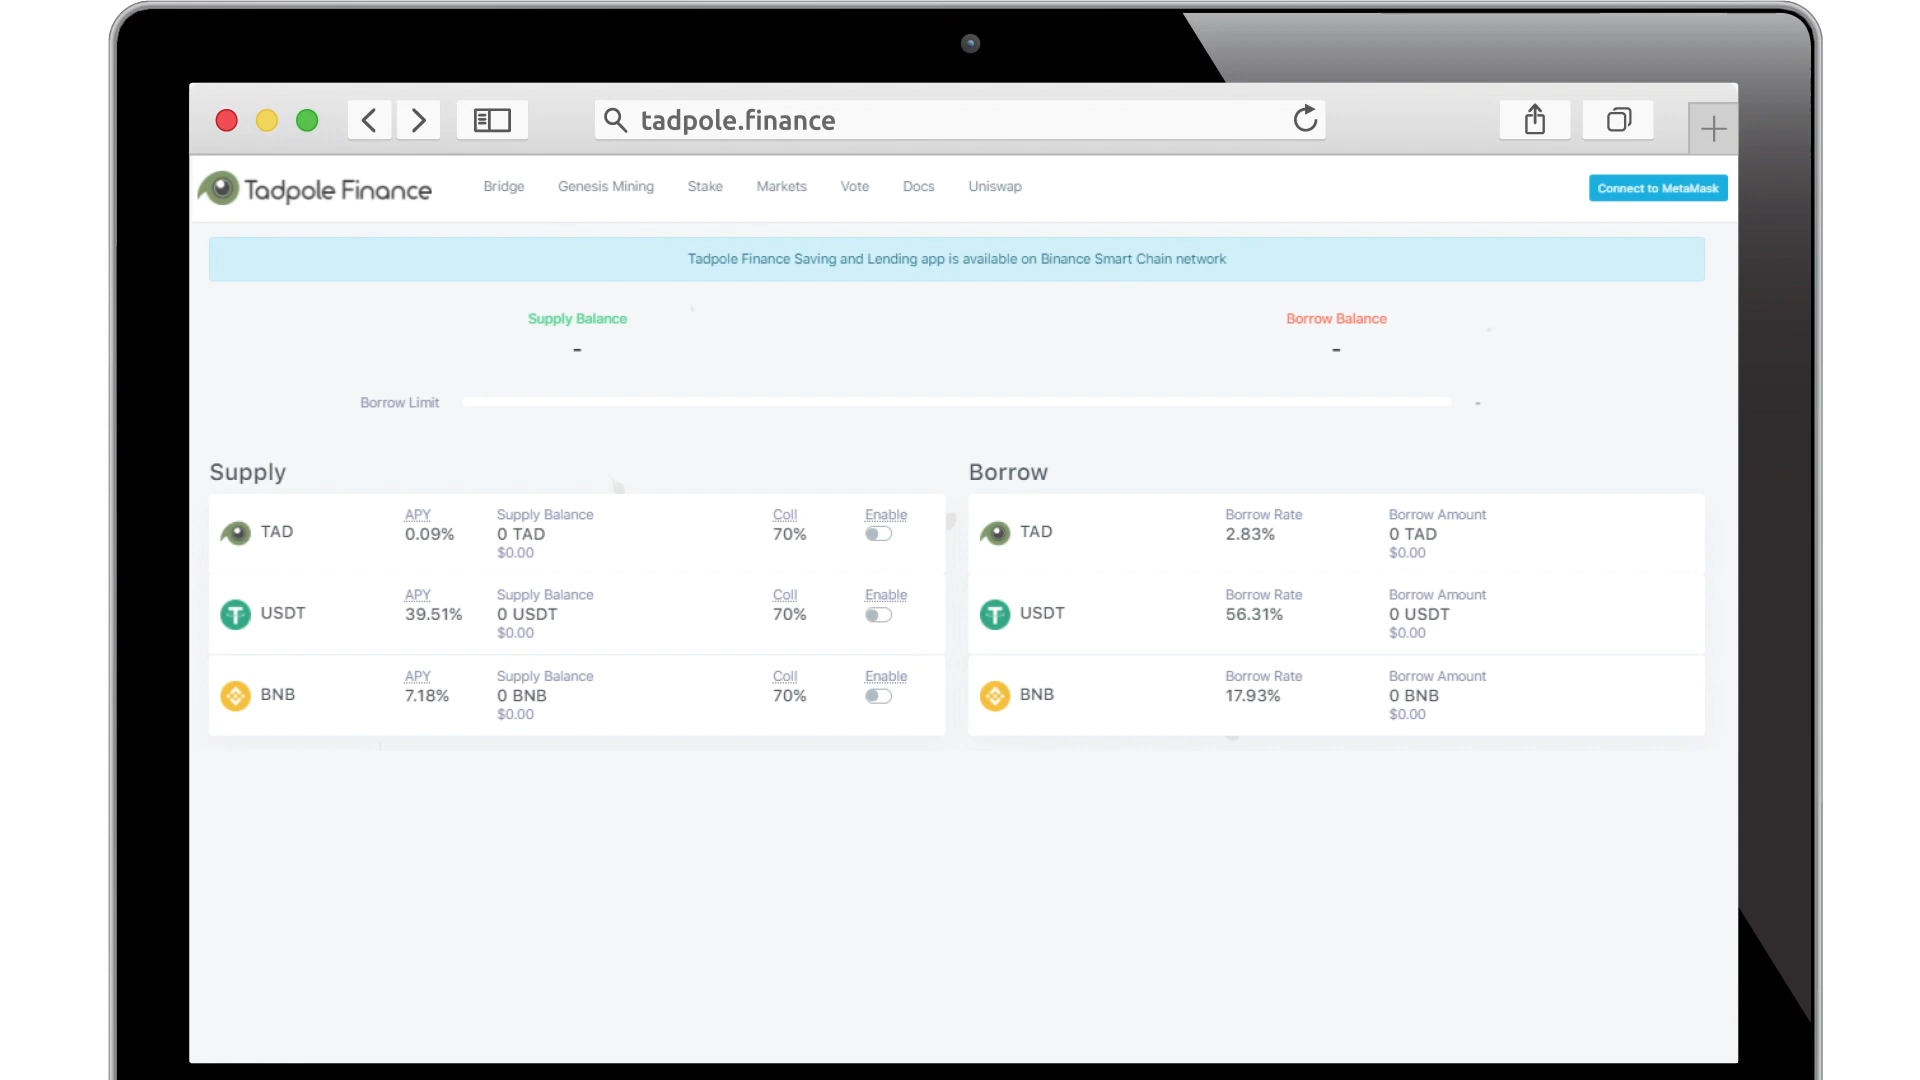 tadpole.finance
Tadpole Finance
Bridge
Genesis Mining
Stake
Markets
Vote
Docs
Uniswap
Connect to MetaMask
Tadpole Finance Saving and Lending app is available on Binance Smart Chain network
Supply Balance
-
Borrow Balance
-
Borrow Limit
-
Supply
TAD
APY
0.09%
Supply Balance
0 TAD
$0.00
Coll
70%
Enable
USDT
APY
39.51%
Supply Balance
0 USDT
$0.00
Coll
70%
Enable
BNB
APY
7.18%
Supply Balance
0 BNB
$0.00
Coll
70%
Enable
Borrow
TAD
Borrow Rate
2.83%
Borrow Amount
0 TAD
$0.00
USDT
Borrow Rate
56.31%
Borrow Amount
0 USDT
$0.00
BNB
Borrow Rate
17.93%
Borrow Amount
0 BNB
$0.00